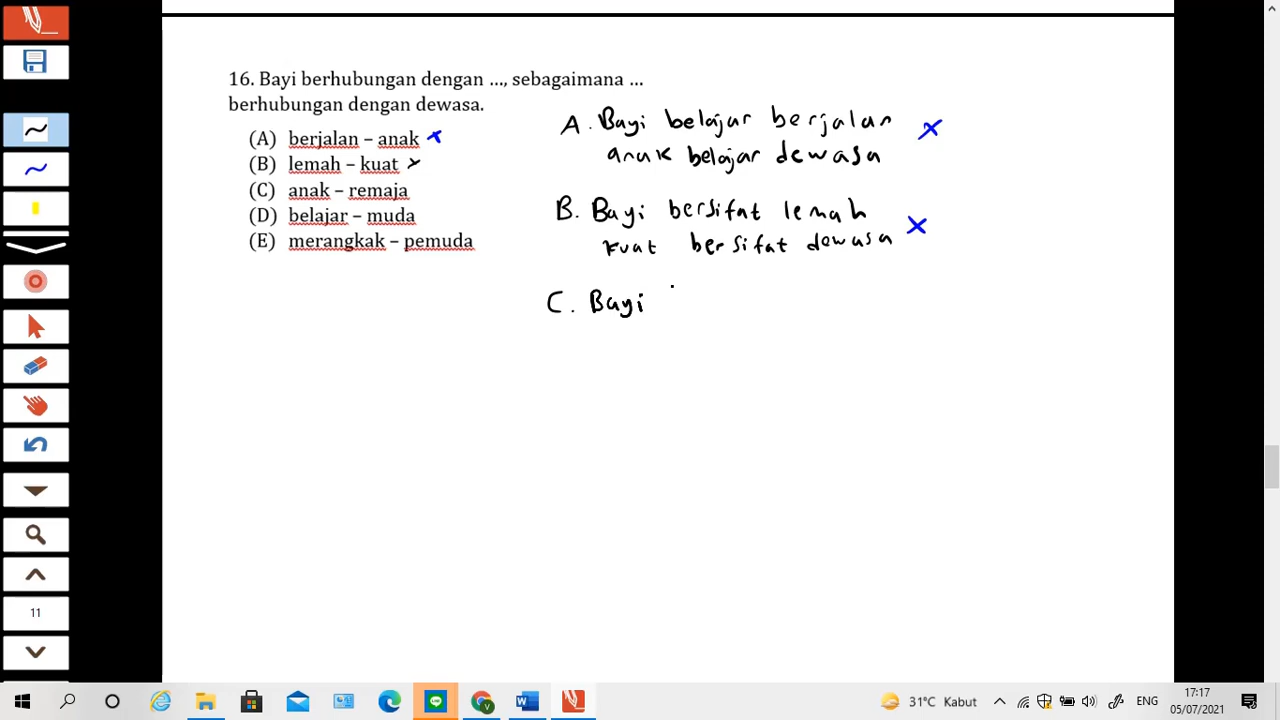 16. Bayi berhubungan dengan ..., sebagaimana ...
berhubungan dengan dewasa.
(A) berjalan – anak
(B) lemah – kuat
(C) anak – remaja
(D) belajar – muda
(E) merangkak – pemuda
A. Bayi belajar berjalan
anak belajar dewasa
B. Bayi bersifat lemah
kuat bersifat dewasa
C. Bayi
11
31°C Kabut
ENG
17:17
05/07/2021